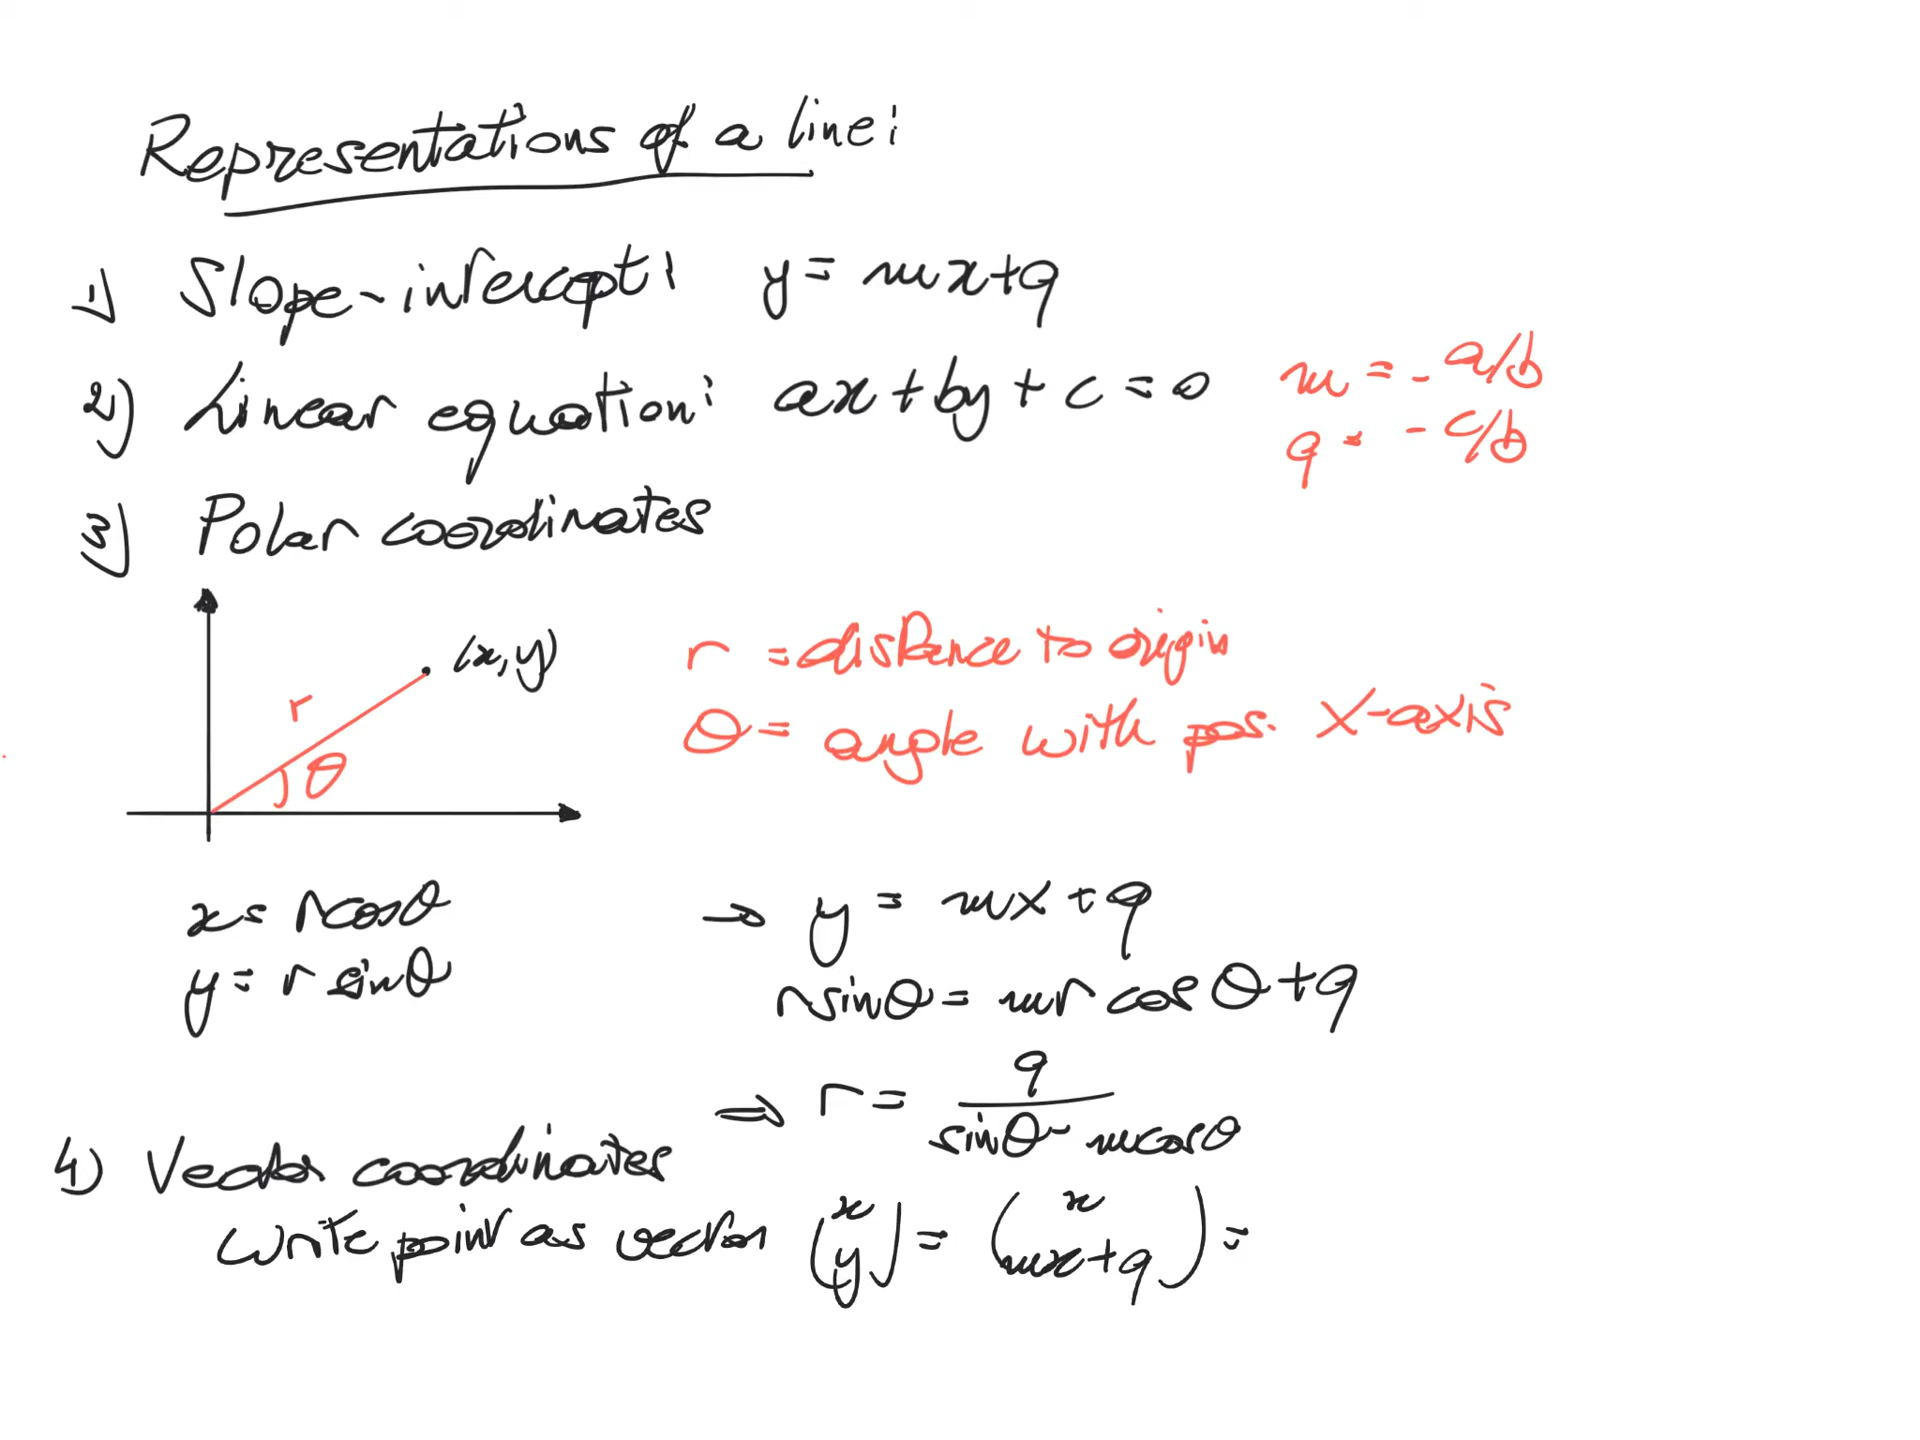 Representations of a line:
1) Slope-intercept: y = mx+q
2) Linear equation: ax+by+c=0
m = -a/b
q = -c/b
3) Polar coordinates
(x,y)
r
θ
r = distance to origin
θ = angle with pos. X-axis
x = r cosθ
y = r sinθ
→ y = mx+q
r sinθ = mr cosθ+q
⇒ r = q / (sinθ - mcosθ)
4) Vector coordinates
Write point as vector (x y) = (x mx+q) =